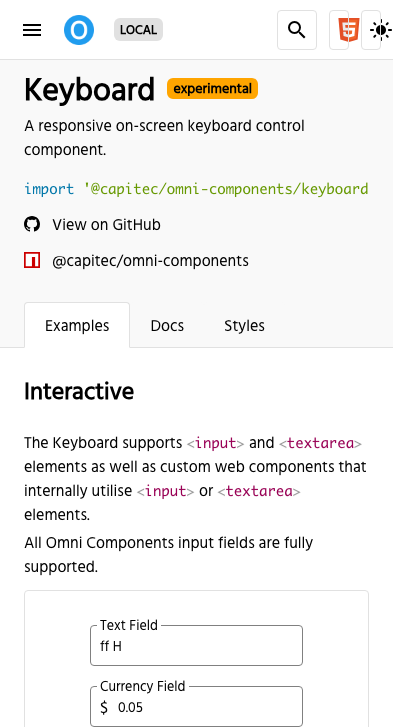 LOCAL
Keyboard experimental
A responsive on-screen keyboard control
component.
import '@capitec/omni-components/keyboard
View on GitHub
@capitec/omni-components
Examples Docs Styles
Interactive
The Keyboard supports <input> and <textarea>
elements as well as custom web components that
internally utilise <input> or <textarea>
elements.
All Omni Components input fields are fully
supported.
Text Field
ff H
Currency Field
$ 0.05